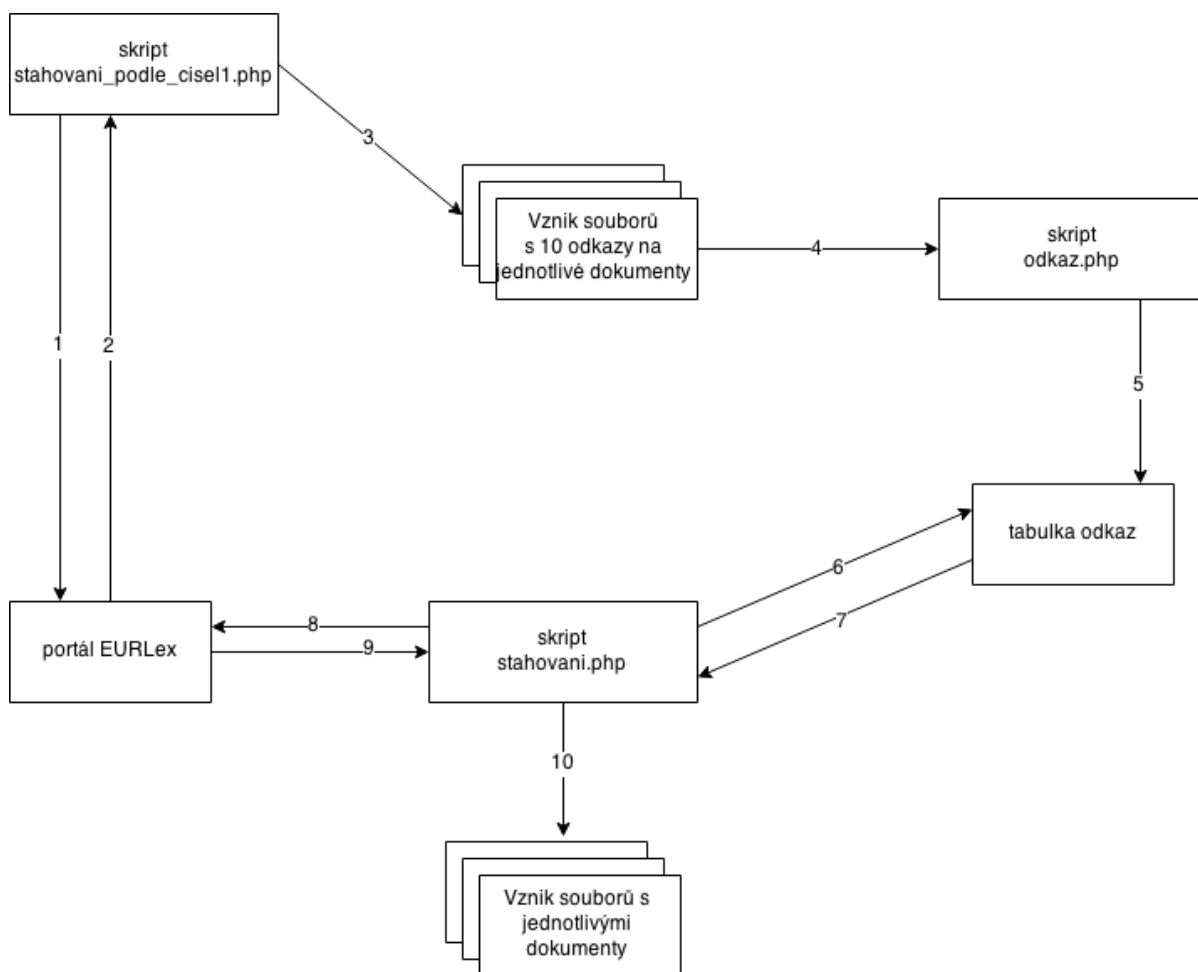 skript
stahovani_podle_cisel1.php
3
Vznik souborů
s 10 odkazy na
jednotlivé dokumenty
4
skript
odkaz.php
1
2
5
tabulka odkaz
6
7
portál EURLex
8
9
skript
stahovani.php
10
Vznik souborů s
jednotlivými
dokumenty